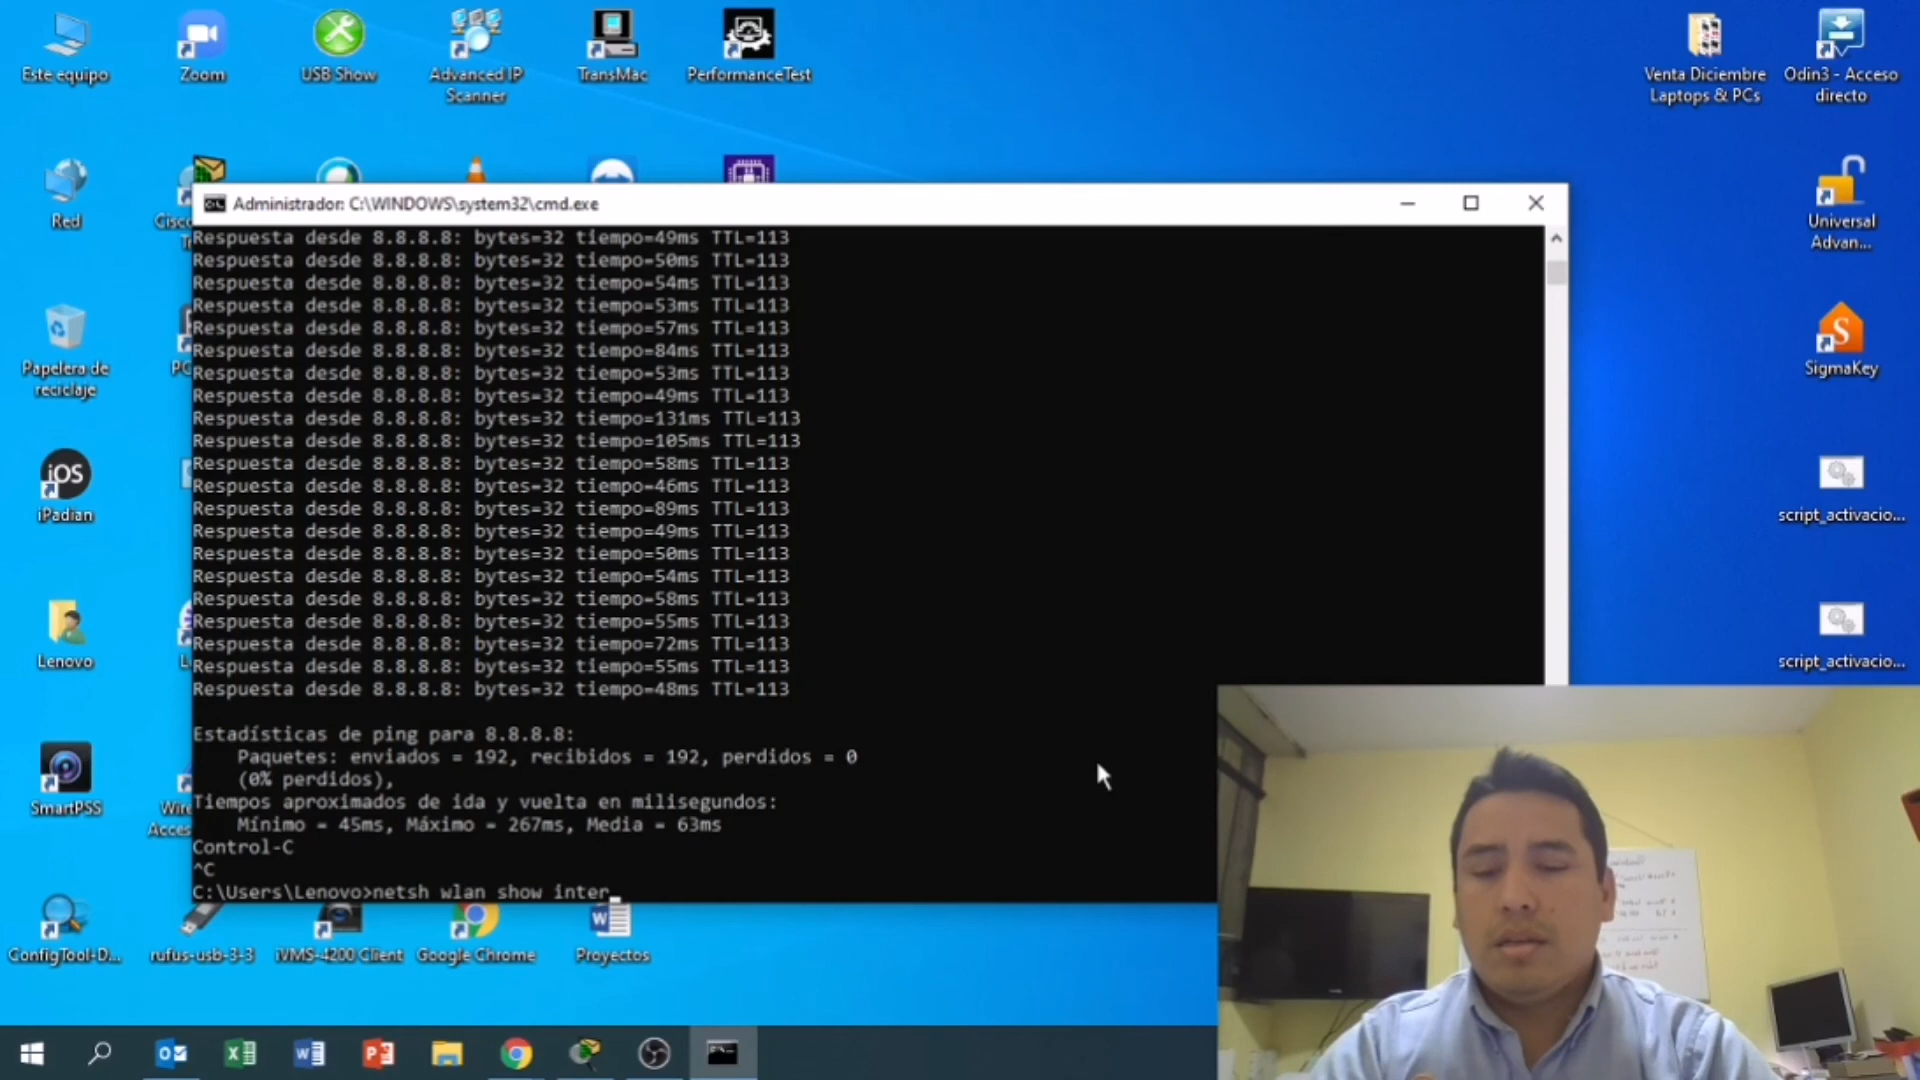 Este equipo
Zoom
USB Show
Advanced IP
Scanner
TransMac
PerformanceTest
Venta Diciembre
Laptops & PCs
Odin3 - Acceso
directo
Red
Cisco
Universal
Advan...
Papelera de
reciclaje
PC
SigmaKey
iOS
iPadian
script_activacio...
Lenovo
script_activacio...
SmartPSS
Wire
Acces
ConfigTool-D...
rufus-usb-3-3
iVMS-4200 Client
Google Chrome
Proyectos
Administrador: C:\WINDOWS\system32\cmd.exe
Respuesta desde 8.8.8.8: bytes=32 tiempo=49ms TTL=113
Respuesta desde 8.8.8.8: bytes=32 tiempo=50ms TTL=113
Respuesta desde 8.8.8.8: bytes=32 tiempo=54ms TTL=113
Respuesta desde 8.8.8.8: bytes=32 tiempo=53ms TTL=113
Respuesta desde 8.8.8.8: bytes=32 tiempo=57ms TTL=113
Respuesta desde 8.8.8.8: bytes=32 tiempo=84ms TTL=113
Respuesta desde 8.8.8.8: bytes=32 tiempo=53ms TTL=113
Respuesta desde 8.8.8.8: bytes=32 tiempo=49ms TTL=113
Respuesta desde 8.8.8.8: bytes=32 tiempo=131ms TTL=113
Respuesta desde 8.8.8.8: bytes=32 tiempo=105ms TTL=113
Respuesta desde 8.8.8.8: bytes=32 tiempo=58ms TTL=113
Respuesta desde 8.8.8.8: bytes=32 tiempo=46ms TTL=113
Respuesta desde 8.8.8.8: bytes=32 tiempo=89ms TTL=113
Respuesta desde 8.8.8.8: bytes=32 tiempo=49ms TTL=113
Respuesta desde 8.8.8.8: bytes=32 tiempo=50ms TTL=113
Respuesta desde 8.8.8.8: bytes=32 tiempo=54ms TTL=113
Respuesta desde 8.8.8.8: bytes=32 tiempo=58ms TTL=113
Respuesta desde 8.8.8.8: bytes=32 tiempo=55ms TTL=113
Respuesta desde 8.8.8.8: bytes=32 tiempo=72ms TTL=113
Respuesta desde 8.8.8.8: bytes=32 tiempo=55ms TTL=113
Respuesta desde 8.8.8.8: bytes=32 tiempo=48ms TTL=113
Estadísticas de ping para 8.8.8.8:
Paquetes: enviados = 192, recibidos = 192, perdidos = 0
(0% perdidos),
Tiempos aproximados de ida y vuelta en milisegundos:
Mínimo = 45ms, Máximo = 267ms, Media = 63ms
Control-C
^C
C:\Users\Lenovo>netsh wlan show inter_